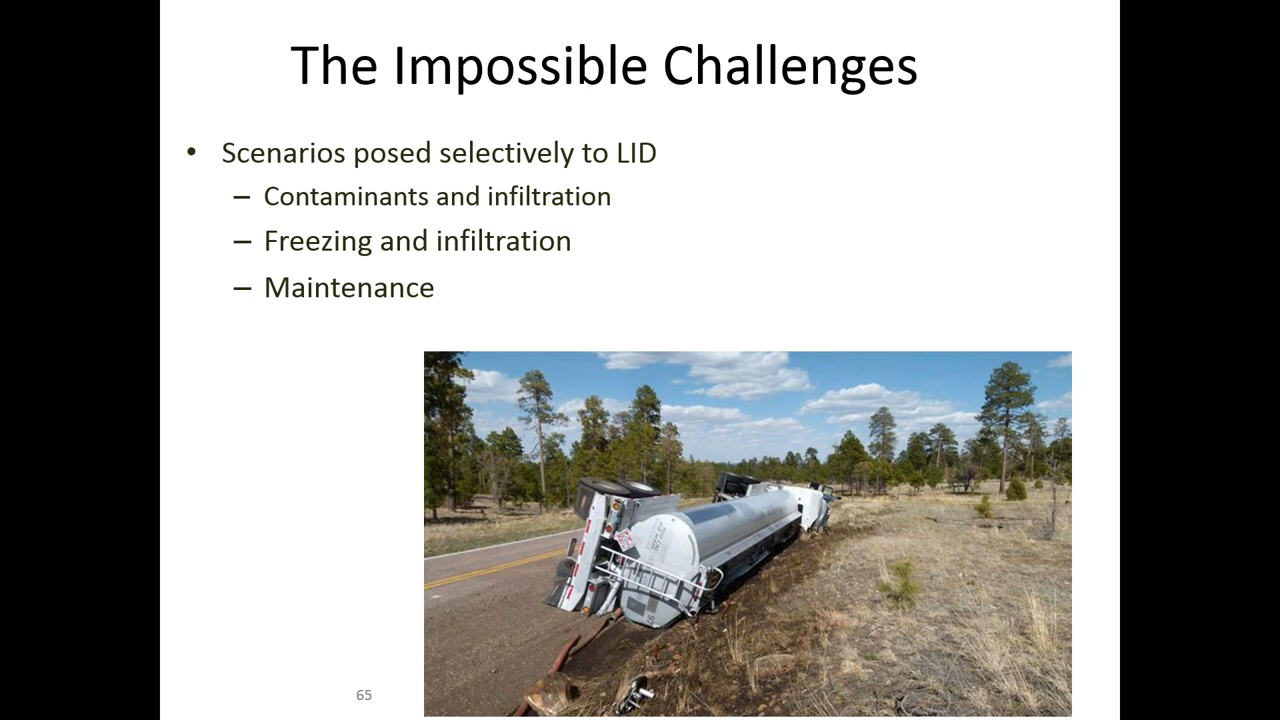 The Impossible Challenges
• Scenarios posed selectively to LID
– Contaminants and infiltration
– Freezing and infiltration
– Maintenance
65